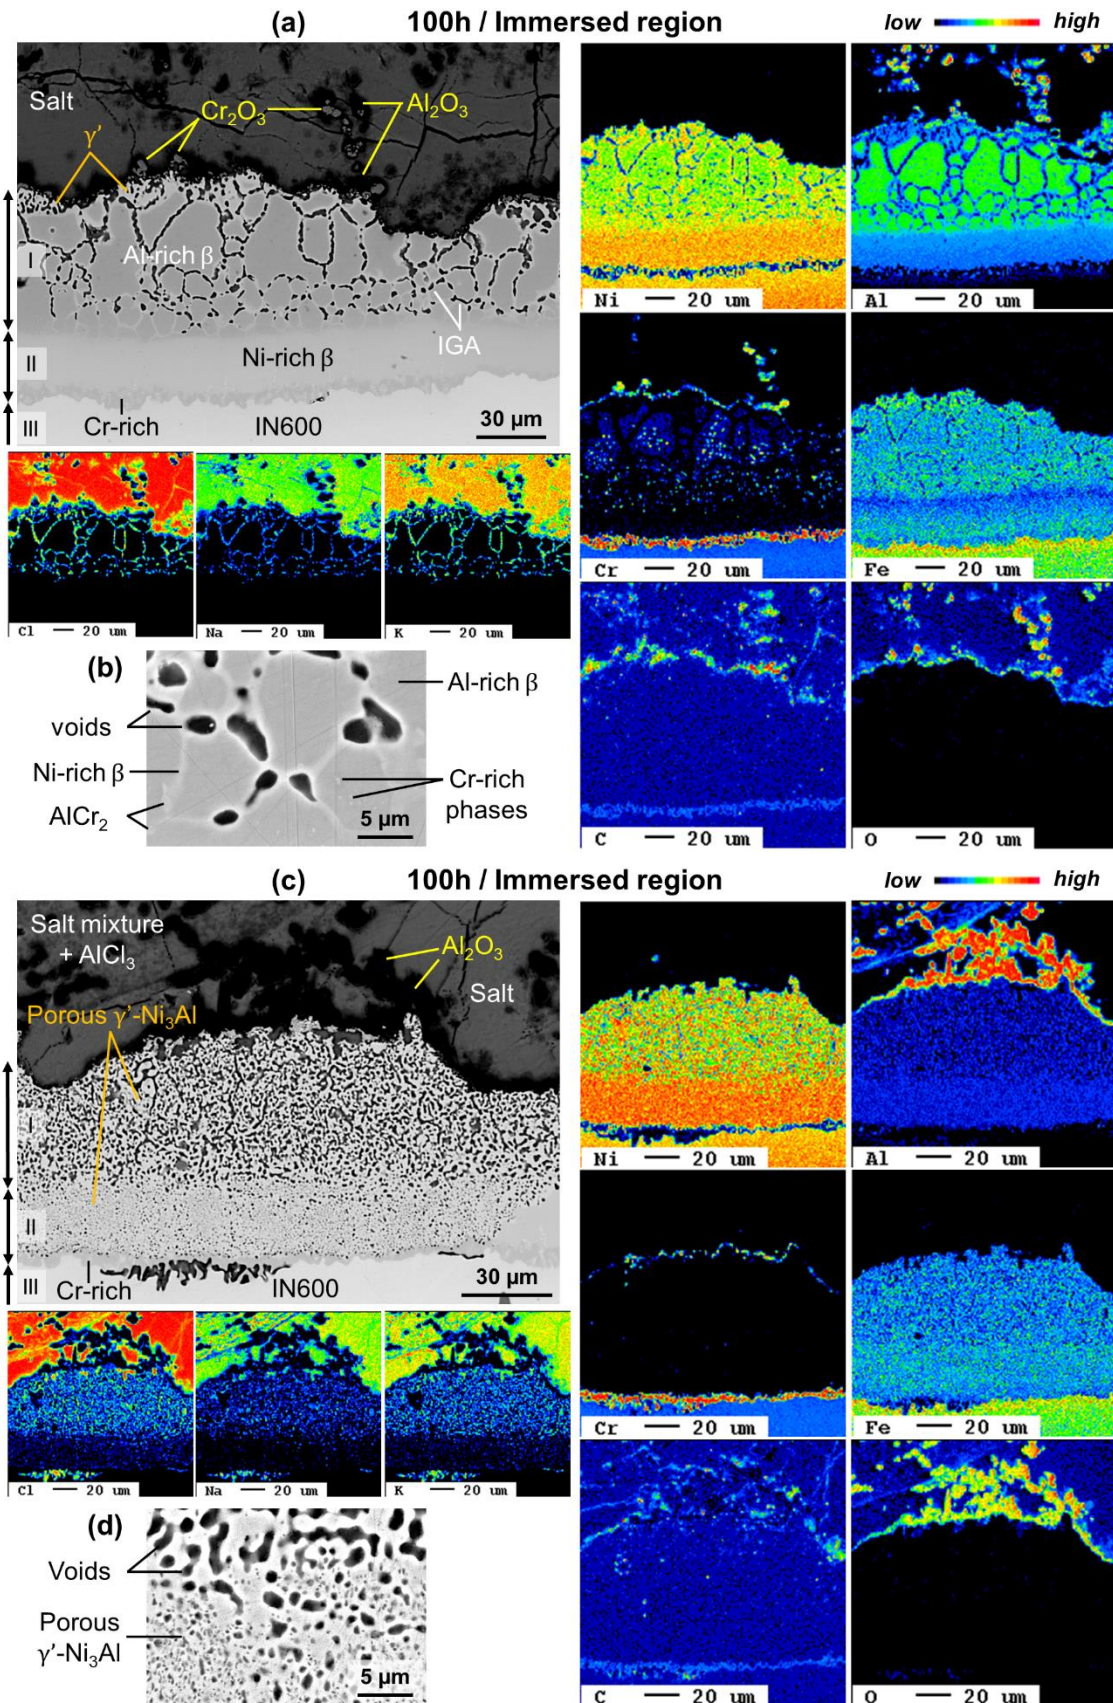 (a) 100h / Immersed region low high
Salt
Cr₂O₃
Al₂O₃
γ'
I
Al-rich β
IGA
II
Ni-rich β
III
Cr-rich
IN600
30 µm
Ni 20 um
Al 20 um
Cr 20 um
Fe 20 um
Cl 20 um
Na 20 um
K 20 um
C 20 um
O 20 um
(b)
Al-rich β
voids
Ni-rich β
Cr-rich
phases
AlCr₂
5 µm
(c) 100h / Immersed region low high
Salt mixture
+ AlCl₃
Al₂O₃
Salt
Porous γ'-Ni₃Al
I
II
III
Cr-rich
IN600
30 µm
Ni 20 um
Al 20 um
Cr 20 um
Fe 20 um
Cl 20 um
Na 20 um
K 20 um
C 20 um
O 20 um
(d)
Voids
Porous
γ'-Ni₃Al
5 µm